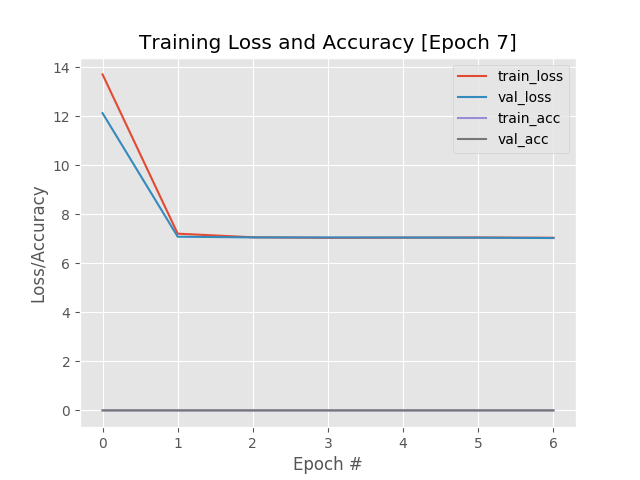 Training Loss and Accuracy [Epoch 7]
train_loss
val_loss
train_acc
val_acc
14
12
10
8
6
4
2
0
Loss/Accuracy
0 1 2 3 4 5 6
Epoch #